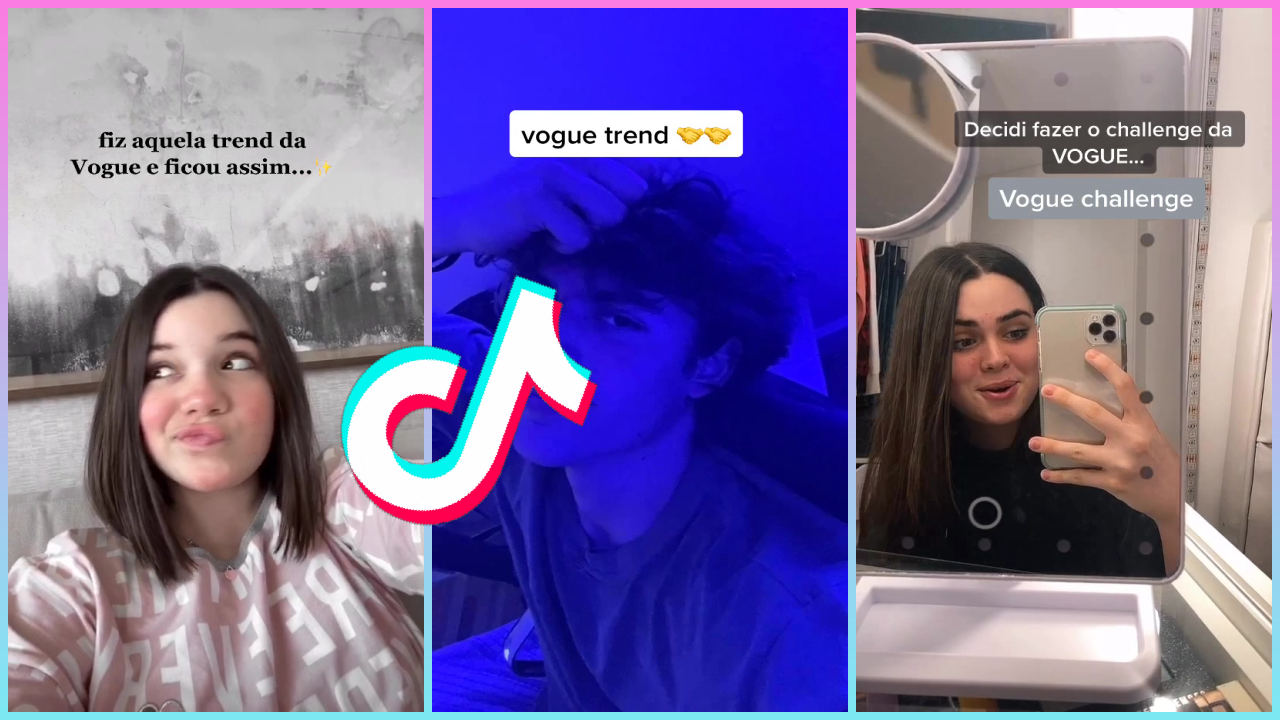 fiz aquela trend da
Vogue e ficou assim...✨
vogue trend 🤝🤝
Decidi fazer o challenge da
VOGUE...
Vogue challenge